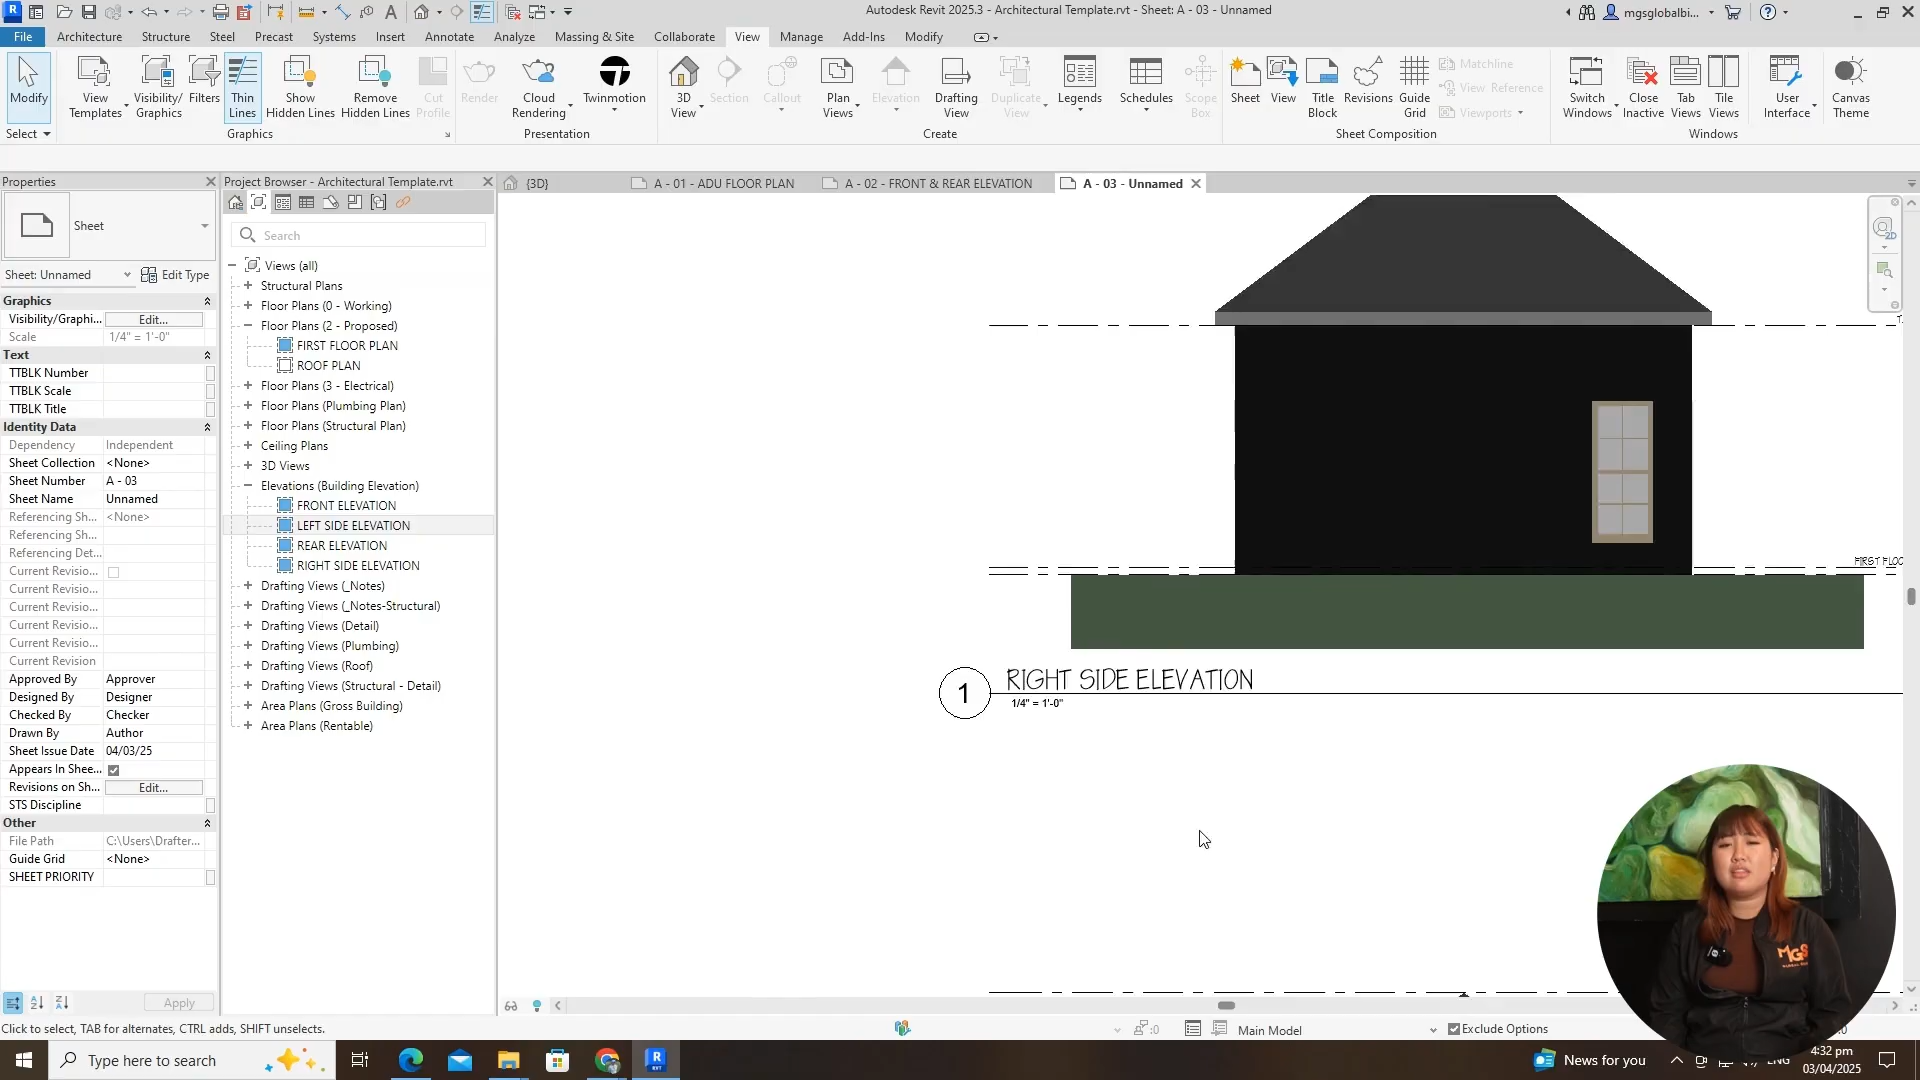 Autodesk Revit 2025.3 - Architectural Template.rvt - Sheet: A - 03 - Unnamed
mgsglobalbi...
File Architecture Structure Steel Precast Systems Insert Annotate Analyze Massing & Site Collaborate View Manage Add-Ins Modify
Modify
View Templates
Visibility/ Graphics
Filters
Thin Lines
Show Hidden Lines
Remove Hidden Lines
Cut Profile
Render
Cloud Rendering
Twinmotion
3D View
Section
Callout
Plan Views
Elevation
Drafting View
Duplicate View
Legends
Schedules
Scope Box
Sheet
View
Title Block
Revisions
Guide Grid
Matchline
View Reference
Viewports
Switch Windows
Close Inactive
Tab Views
Tile Views
User Interface
Canvas Theme
Select Graphics Presentation Create Sheet Composition Windows
Properties
Sheet
Sheet: Unnamed Edit Type
Graphics
Visibility/Graphi... Edit...
Scale 1/4" = 1'-0"
Text
TTBLK Number
TTBLK Scale
TTBLK Title
Identity Data
Dependency Independent
Sheet Collection <None>
Sheet Number A - 03
Sheet Name Unnamed
Referencing Sh... <None>
Referencing Sh...
Referencing Det...
Current Revisio...
Current Revisio...
Current Revisio...
Current Revisio...
Current Revisio...
Current Revision
Approved By Approver
Designed By Designer
Checked By Checker
Drawn By Author
Sheet Issue Date 04/03/25
Appears In Shee...
Revisions on Sh... Edit...
STS Discipline
Other
File Path C:\Users\Drafter...
Guide Grid <None>
SHEET PRIORITY
Apply
Project Browser - Architectural Template.rvt
Search
Views (all)
Structural Plans
Floor Plans (0 - Working)
Floor Plans (2 - Proposed)
FIRST FLOOR PLAN
ROOF PLAN
Floor Plans (3 - Electrical)
Floor Plans (Plumbing Plan)
Floor Plans (Structural Plan)
Ceiling Plans
3D Views
Elevations (Building Elevation)
FRONT ELEVATION
LEFT SIDE ELEVATION
REAR ELEVATION
RIGHT SIDE ELEVATION
Drafting Views (_Notes)
Drafting Views (_Notes-Structural)
Drafting Views (Detail)
Drafting Views (Plumbing)
Drafting Views (Roof)
Drafting Views (Structural - Detail)
Area Plans (Gross Building)
Area Plans (Rentable)
{3D} A - 01 - ADU FLOOR PLAN A - 02 - FRONT & REAR ELEVATION A - 03 - Unnamed
2D
FIRST FLOO
1 RIGHT SIDE ELEVATION
1/4" = 1'-0"
MGS
Click to select, TAB for alternates, CTRL adds, SHIFT unselects.
:0 Main Model Exclude Options
Type here to search
News for you
ENG
4:32 pm
03/04/2025